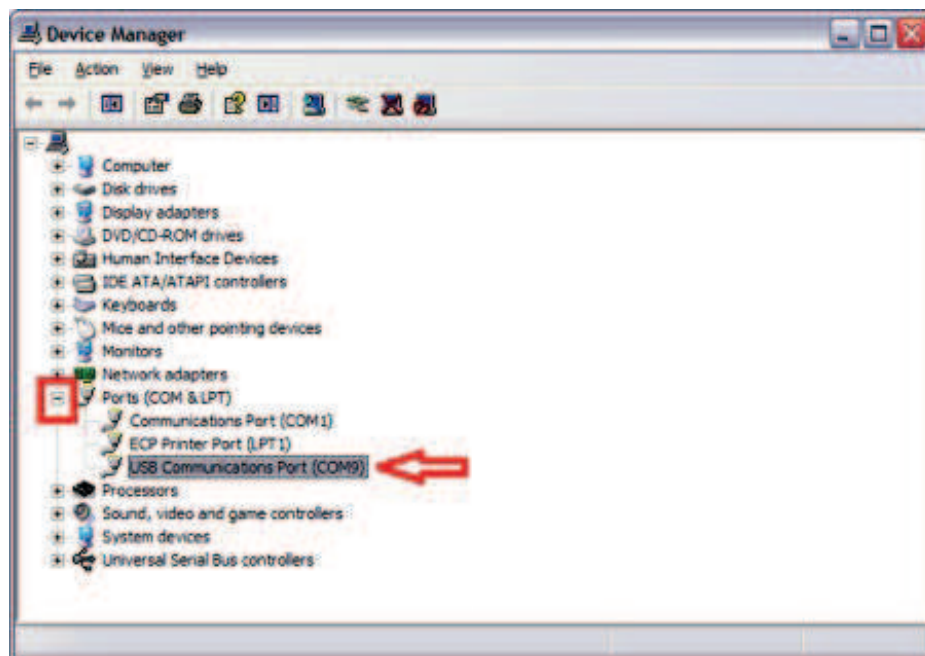 Device Manager
File Action View Help
Computer
Disk drives
Display adapters
DVD/CD-ROM drives
Human Interface Devices
IDE ATA/ATAPI controllers
Keyboards
Mice and other pointing devices
Monitors
Network adapters
Ports (COM & LPT)
Communications Port (COM1)
ECP Printer Port (LPT1)
USB Communications Port (COM9)
Processors
Sound, video and game controllers
System devices
Universal Serial Bus controllers